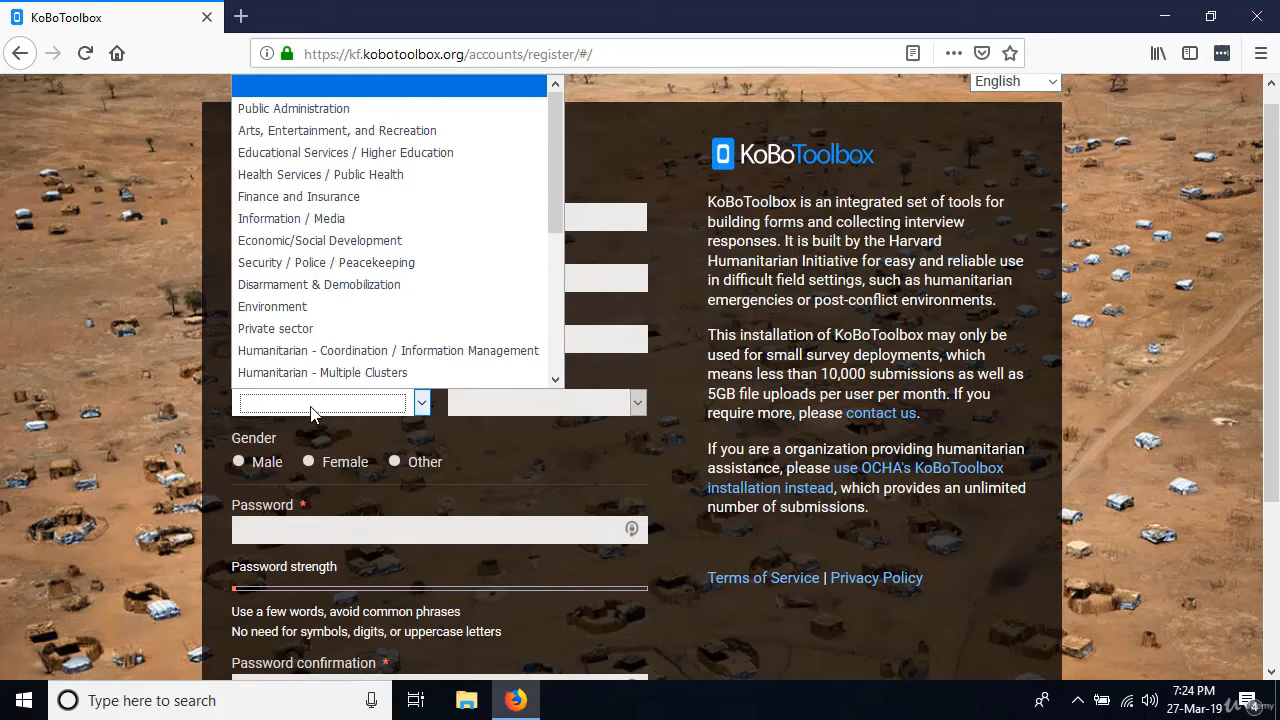 KoBoToolbox
https://kf.kobotoolbox.org/accounts/register/#/
English
Public Administration
Arts, Entertainment, and Recreation
Educational Services / Higher Education
Health Services / Public Health
Finance and Insurance
Information / Media
Economic/Social Development
Security / Police / Peacekeeping
Disarmament & Demobilization
Environment
Private sector
Humanitarian - Coordination / Information Management
Humanitarian - Multiple Clusters
Gender
Male
Female
Other
Password *
Password strength
Use a few words, avoid common phrases
No need for symbols, digits, or uppercase letters
Password confirmation *
KoBoToolbox
KoBoToolbox is an integrated set of tools for
building forms and collecting interview
responses. It is built by the Harvard
Humanitarian Initiative for easy and reliable use
in difficult field settings, such as humanitarian
emergencies or post-conflict environments.
This installation of KoBoToolbox may only be
used for small survey deployments, which
means less than 10,000 submissions as well as
5GB file uploads per user per month. If you
require more, please contact us.
If you are a organization providing humanitarian
assistance, please use OCHA's KoBoToolbox
installation instead, which provides an unlimited
number of submissions.
Terms of Service | Privacy Policy
Type here to search
7:24 PM
27-Mar-19
4
Udemy